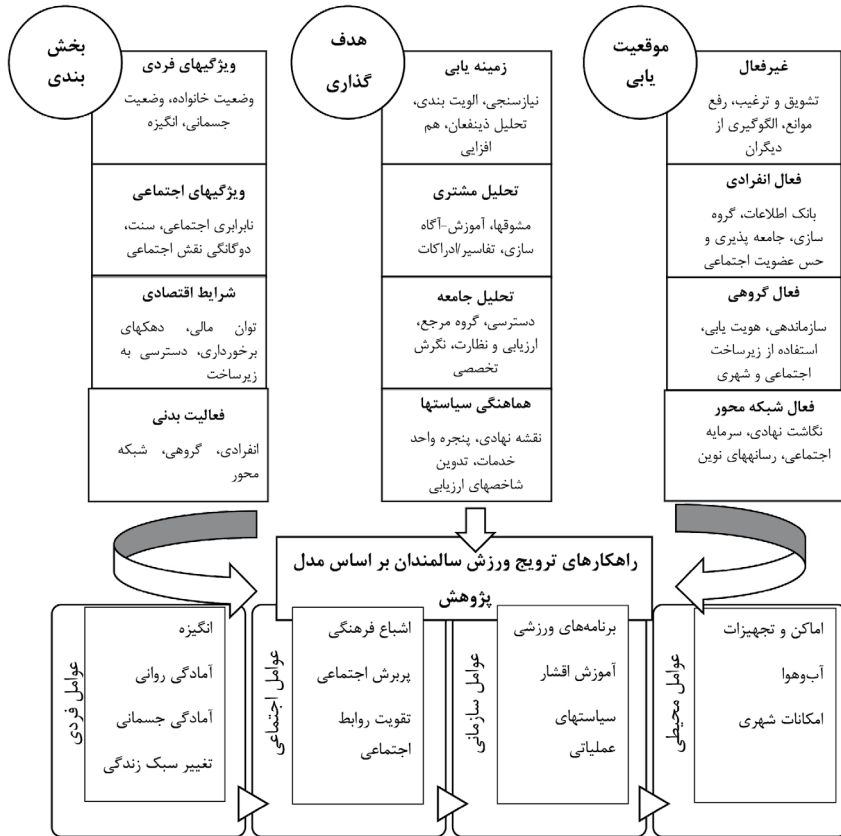 موقعیت
یابی
غیرفعال
تشویق و ترغیب، رفع
موانع، الگوگیری از
دیگران
فعال انفرادی
بانک اطلاعات، گروه
سازی، جامعه پذیری و
حس عضویت اجتماعی
فعال گروهی
سازماندهی، هویت یابی،
استفاده از زیرساخت
اجتماعی و شهری
فعال شبکه محور
نگاشت نهادی، سرمایه
اجتماعی، رسانههای نوین
هدف
گذاری
زمینه یابی
نیازسنجی، الویت بندی،
تحلیل ذینفعان، هم
افزایی
تحلیل مشتری
مشوقها، آموزش-آگاه
سازی، تفاسیر/ادراکات
تحلیل جامعه
دسترسی، گروه مرجع،
ارزیابی و نظارت، نگرش
تخصصی
هماهنگی سیاستها
نقشه نهادی، پنجره واحد
خدمات، تدوین
شاخصهای ارزیابی
بخش
بندی
ویژگیهای فردی
وضعیت خانواده، وضعیت
جسمانی، انگیزه
ویژگیهای اجتماعی
نابرابری اجتماعی، سنت،
دوگانگی نقش اجتماعی
شرایط اقتصادی
توان مالی، دهکهای
برخورداری، دسترسی به
زیرساخت
فعالیت بدنی
انفرادی، گروهی، شبکه
محور
راهکارهای ترویج ورزش سالمندان بر اساس مدل
پژوهش
عوامل محیطی
اماکن و تجهیزات
آب‌وهوا
امکانات شهری
عوامل سازمانی
برنامه‌های ورزشی
آموزش اقشار
سیاستهای
عملیاتی
عوامل اجتماعی
اشباع فرهنگی
پربرش اجتماعی
تقویت روابط
اجتماعی
عوامل فردی
انگیزه
آمادگی روانی
آمادگی جسمانی
تغییر سبک زندگی